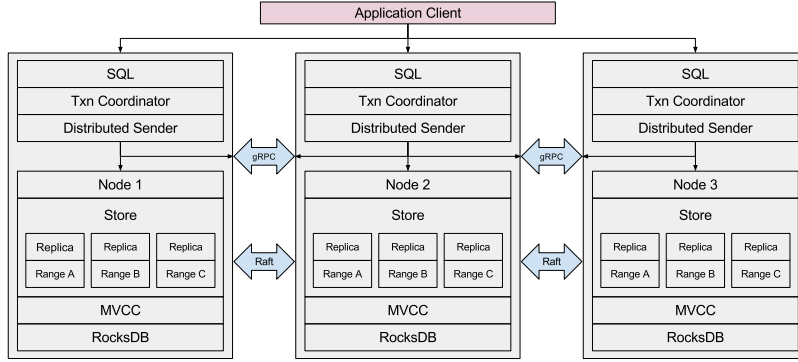 Application Client
SQL
Txn Coordinator
Distributed Sender
Node 1
Store
Replica Replica Replica
Range A Range B Range C
MVCC
RocksDB
gRPC
Raft
SQL
Txn Coordinator
Distributed Sender
Node 2
Store
Replica Replica Replica
Range A Range B Range C
MVCC
RocksDB
gRPC
Raft
SQL
Txn Coordinator
Distributed Sender
Node 3
Store
Replica Replica Replica
Range A Range B Range C
MVCC
RocksDB